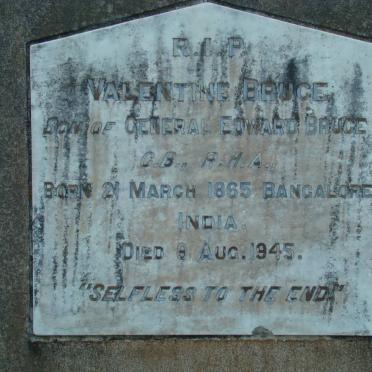 R.I.P.
VALENTINE BRUCE
SON OF GENERAL EDWARD BRUCE
C.B., R.H.A.,
BORN 21 MARCH 1865 BANGALORE
INDIA.
DIED 9 AUG. 1945.
"SELFLESS TO THE END."